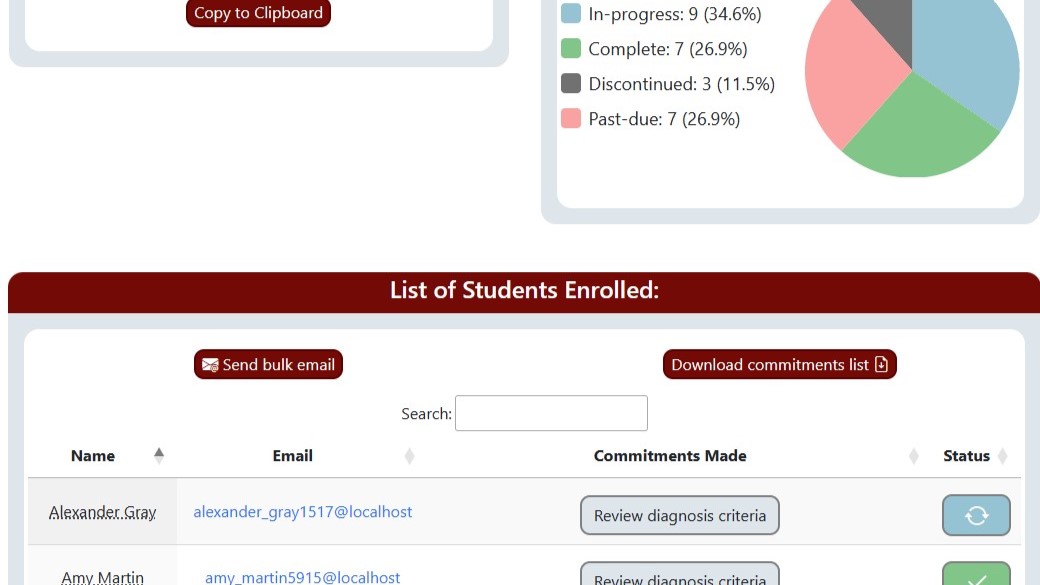 Copy to Clipboard
In-progress: 9 (34.6%)
Complete: 7 (26.9%)
Discontinued: 3 (11.5%)
Past-due: 7 (26.9%)
List of Students Enrolled:
Send bulk email
Download commitments list
Search:
Name Email Commitments Made Status
Alexander Gray alexander_gray1517@localhost Review diagnosis criteria
Amy Martin amy_martin5915@localhost Review diagnosis criteria